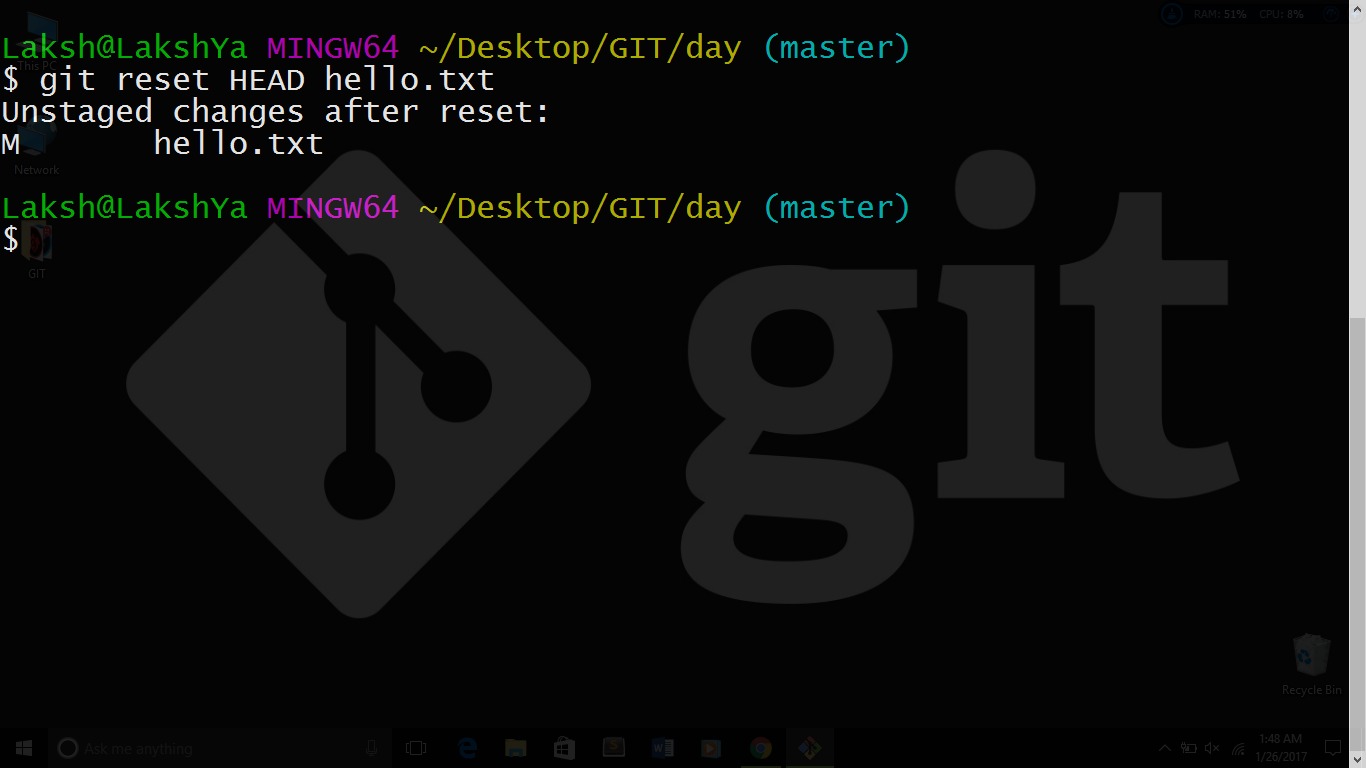 RAM: 51% CPU: 8%
Laksh@LakshYa MINGW64 ~/Desktop/GIT/day (master)
This PC
$ git reset HEAD hello.txt
Unstaged changes after reset:
M hello.txt
Network
Laksh@LakshYa MINGW64 ~/Desktop/GIT/day (master)
$
GIT
git
Recycle Bin
Ask me anything
1:48 AM
1/26/2017